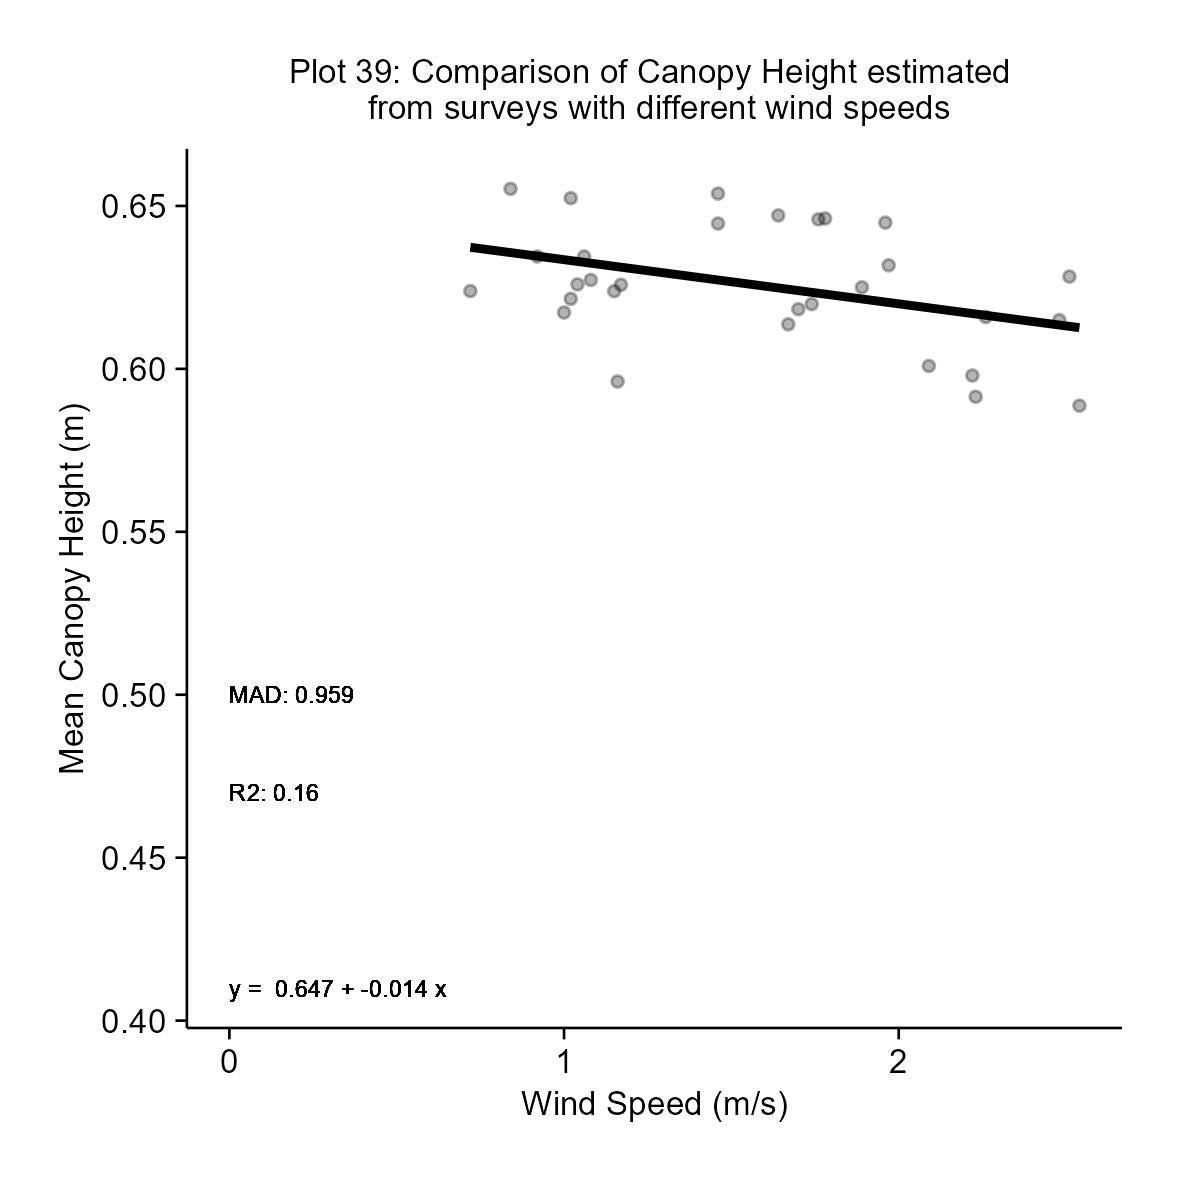 Plot 39: Comparison of Canopy Height estimated
from surveys with different wind speeds
Mean Canopy Height (m)
0.65
0.60
0.55
0.50
0.45
0.40
MAD: 0.959
R2: 0.16
y =  0.647 + -0.014 x
0
1
2
Wind Speed (m/s)